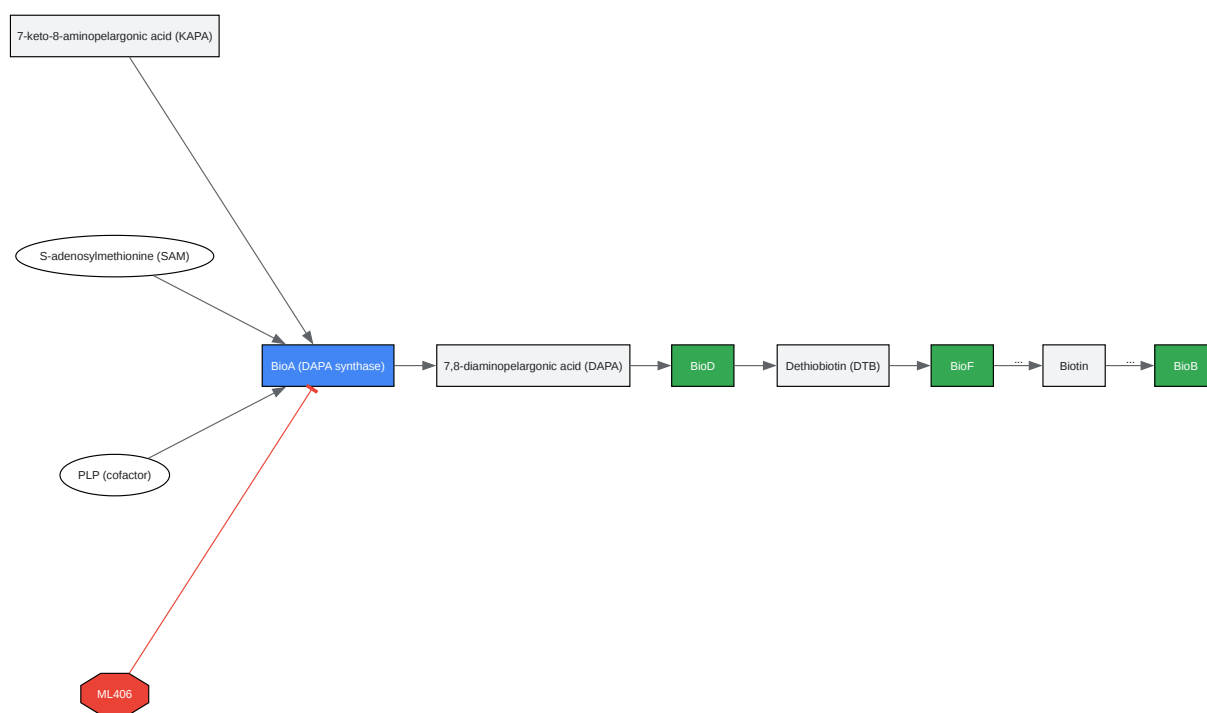 7-keto-8-aminopelargonic acid (KAPA)
S-adenosylmethionine (SAM)
BioA (DAPA synthase)
7,8-diaminopelargonic acid (DAPA)
BioD
Dethiobiotin (DTB)
BioF
...
Biotin
...
BioB
PLP (cofactor)
ML406